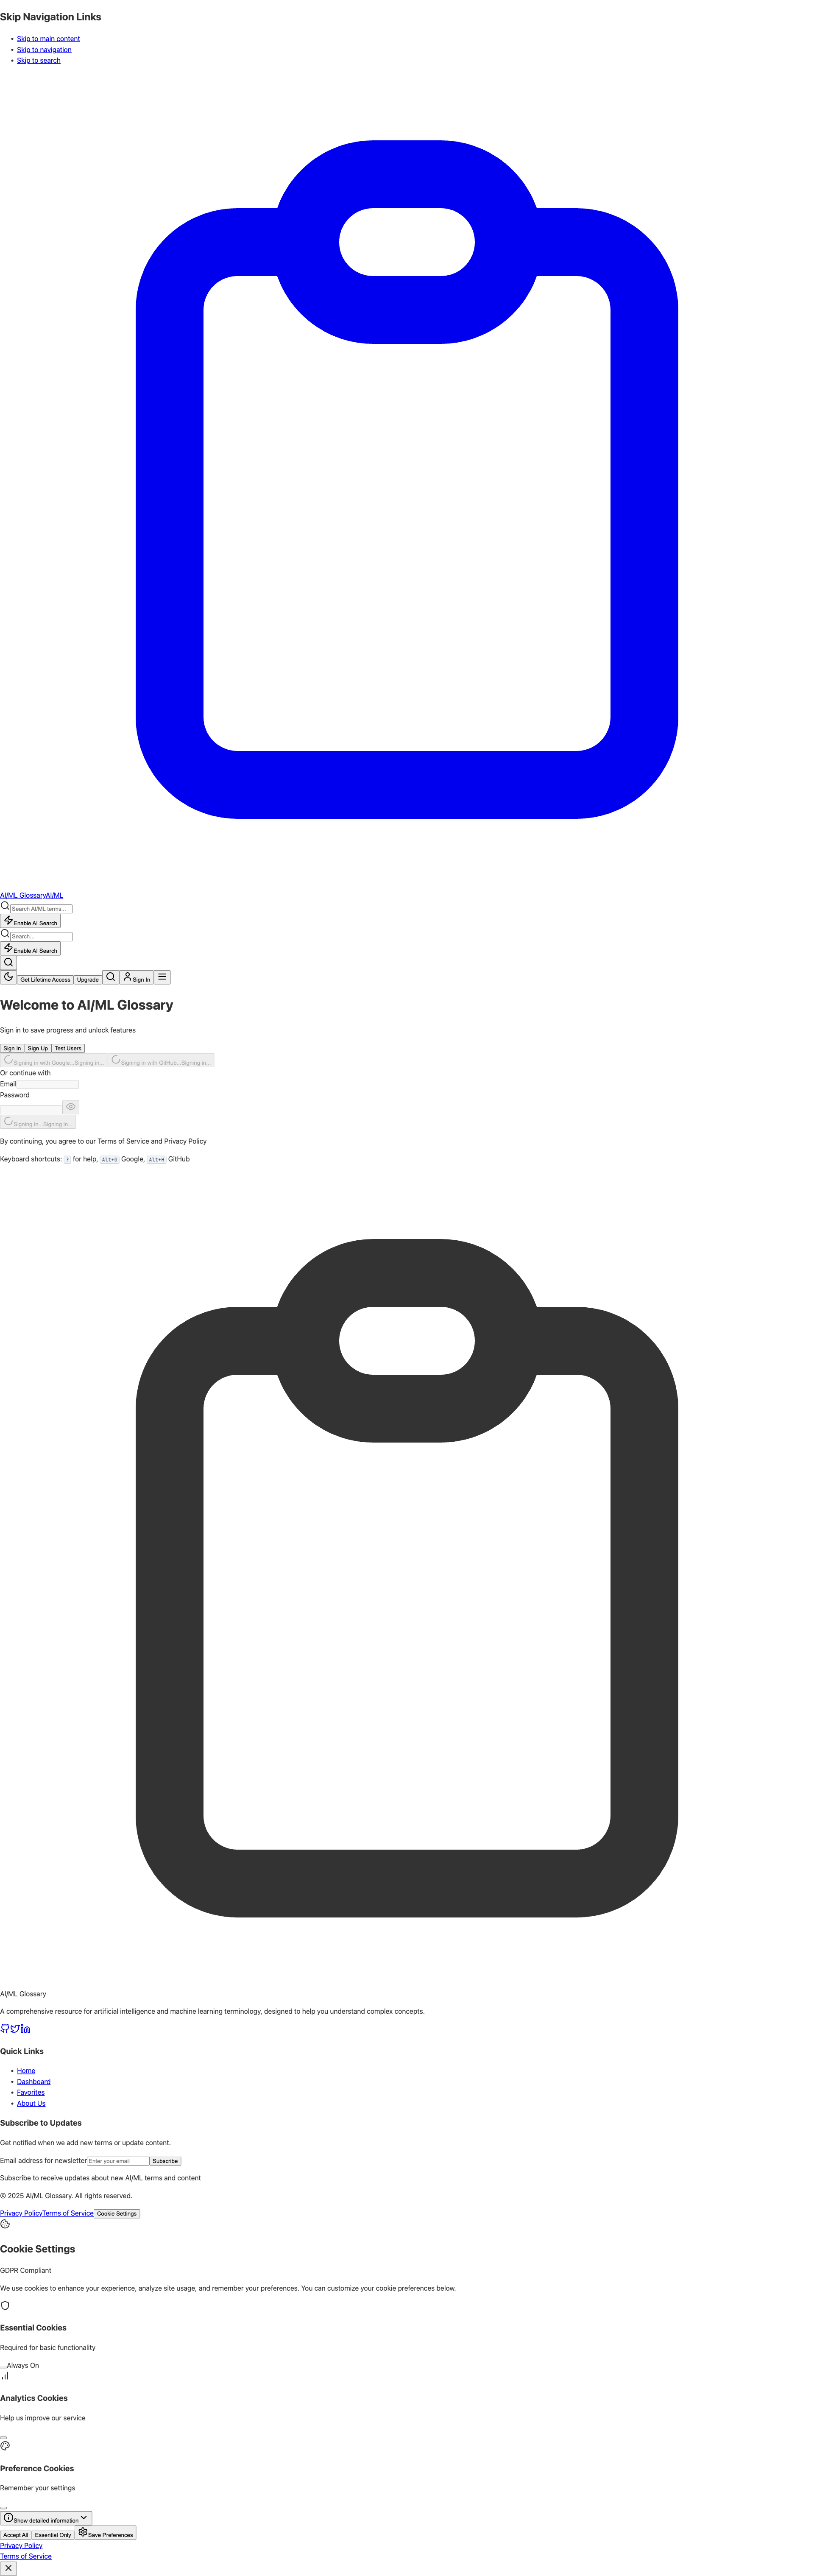 Skip Navigation Links
Skip to main content
Skip to navigation
Skip to search
AI/ML GlossaryAI/ML
Search AI/ML terms...
Enable AI Search
Search...
Enable AI Search
Get Lifetime Access Upgrade Sign In
Welcome to AI/ML Glossary
Sign in to save progress and unlock features
Sign In Sign Up Test Users
Signing in with Google...Signing in... Signing in with GitHub...Signing in...
Or continue with
Email
Password
Signing in...Signing in...
By continuing, you agree to our Terms of Service and Privacy Policy
Keyboard shortcuts: ? for help, Alt+G Google, Alt+H GitHub
AI/ML Glossary
A comprehensive resource for artificial intelligence and machine learning terminology, designed to help you understand complex concepts.
Quick Links
Home
Dashboard
Favorites
About Us
Subscribe to Updates
Get notified when we add new terms or update content.
Email address for newsletter Enter your email Subscribe
Subscribe to receive updates about new AI/ML terms and content
© 2025 AI/ML Glossary. All rights reserved.
Privacy PolicyTerms of Service Cookie Settings
Cookie Settings
GDPR Compliant
We use cookies to enhance your experience, analyze site usage, and remember your preferences. You can customize your cookie preferences below.
Essential Cookies
Required for basic functionality
Always On
Analytics Cookies
Help us improve our service
Preference Cookies
Remember your settings
Show detailed information
Accept All Essential Only Save Preferences
Privacy Policy
Terms of Service